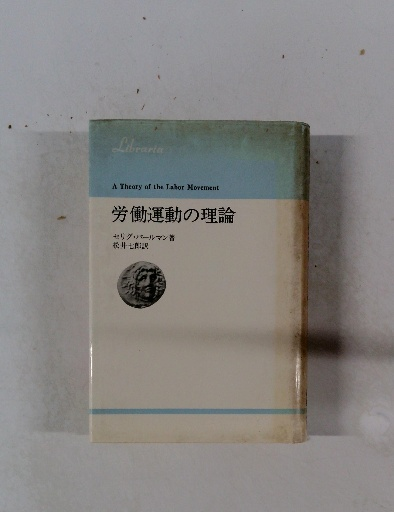 Libraria
A Theory of the Labor Movement
労働運動の理論
セリグ・パールマン著
松井七郎訳